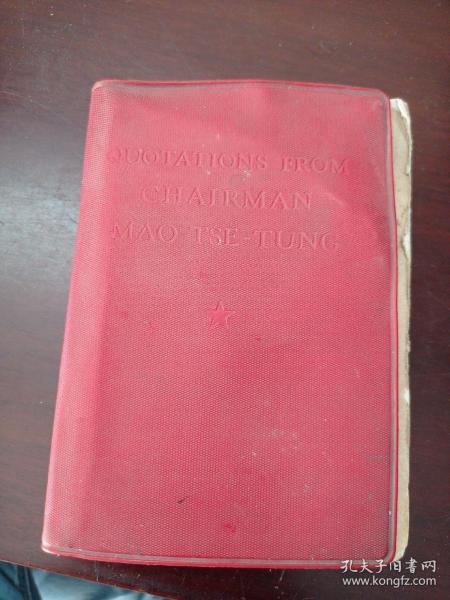 QUOTATIONS FROM
CHAIRMAN
MAO TSE-TUNG
孔夫子旧书网
www.kongfz.com